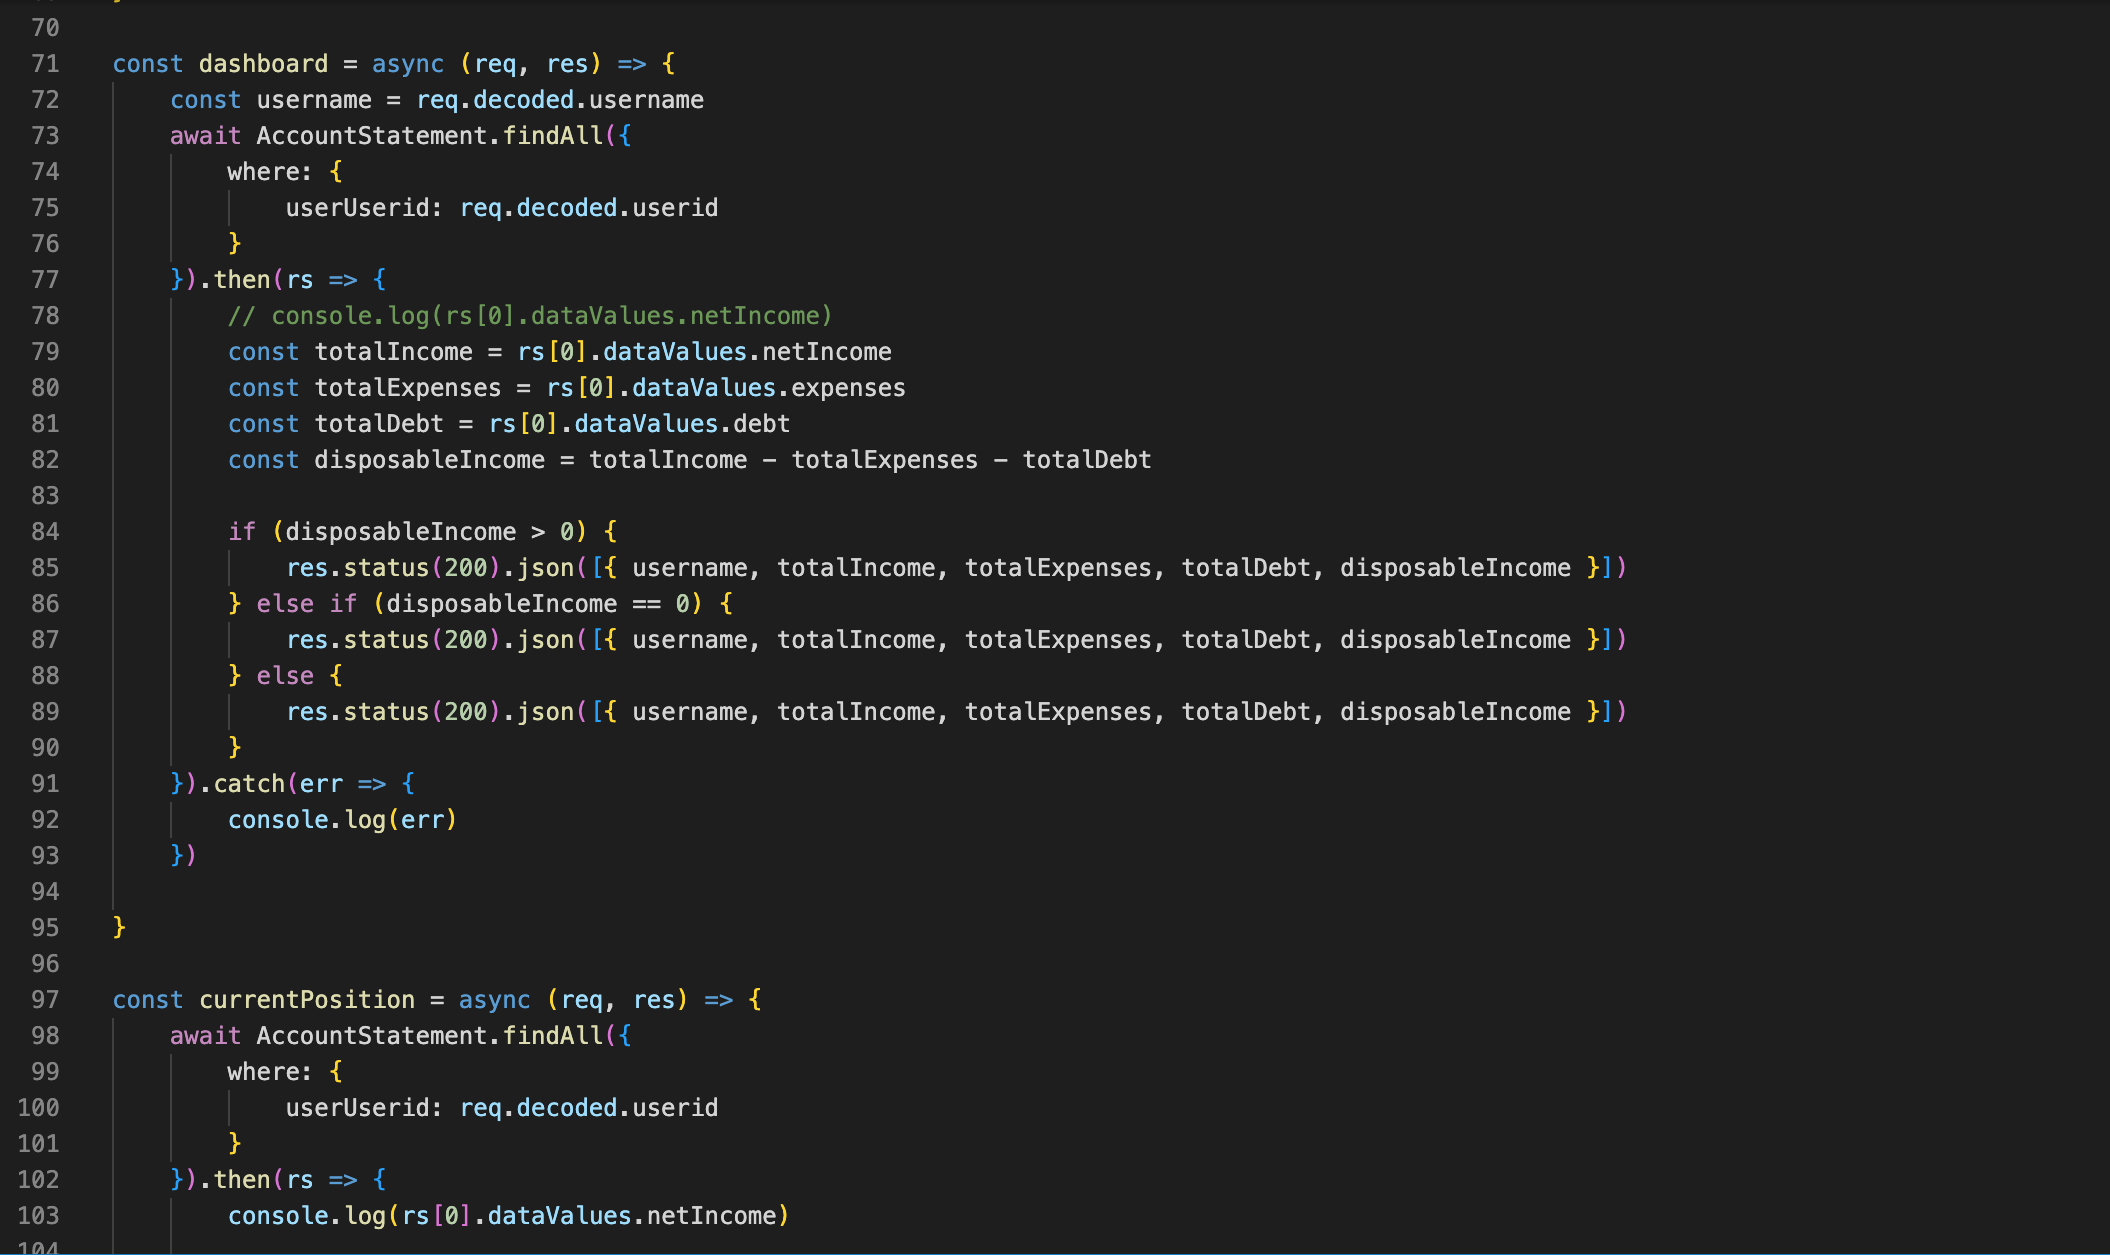 70
71 const dashboard = async (req, res) => {
72     const username = req.decoded.username
73     await AccountStatement.findAll({
74         where: {
75             userUserid: req.decoded.userid
76         }
77     }).then(rs => {
78         // console.log(rs[0].dataValues.netIncome)
79         const totalIncome = rs[0].dataValues.netIncome
80         const totalExpenses = rs[0].dataValues.expenses
81         const totalDebt = rs[0].dataValues.debt
82         const disposableIncome = totalIncome - totalExpenses - totalDebt
83
84         if (disposableIncome > 0) {
85             res.status(200).json([{ username, totalIncome, totalExpenses, totalDebt, disposableIncome }])
86         } else if (disposableIncome == 0) {
87             res.status(200).json([{ username, totalIncome, totalExpenses, totalDebt, disposableIncome }])
88         } else {
89             res.status(200).json([{ username, totalIncome, totalExpenses, totalDebt, disposableIncome }])
90         }
91     }).catch(err => {
92         console.log(err)
93     })
94
95 }
96
97 const currentPosition = async (req, res) => {
98     await AccountStatement.findAll({
99         where: {
100             userUserid: req.decoded.userid
101         }
102     }).then(rs => {
103         console.log(rs[0].dataValues.netIncome)
104